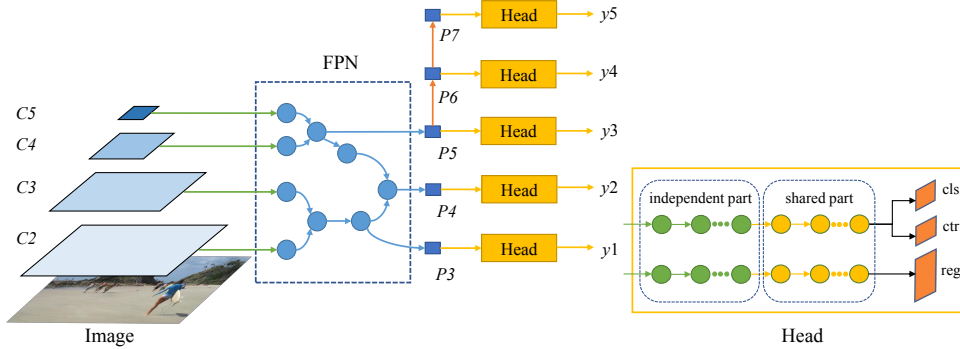 P7
Head
y5
FPN
P6
Head
y4
C5
C4
P5
Head
y3
C3
P4
Head
y2
C2
P3
Head
y1
independent part
shared part
cls
ctr
reg
Image
Head